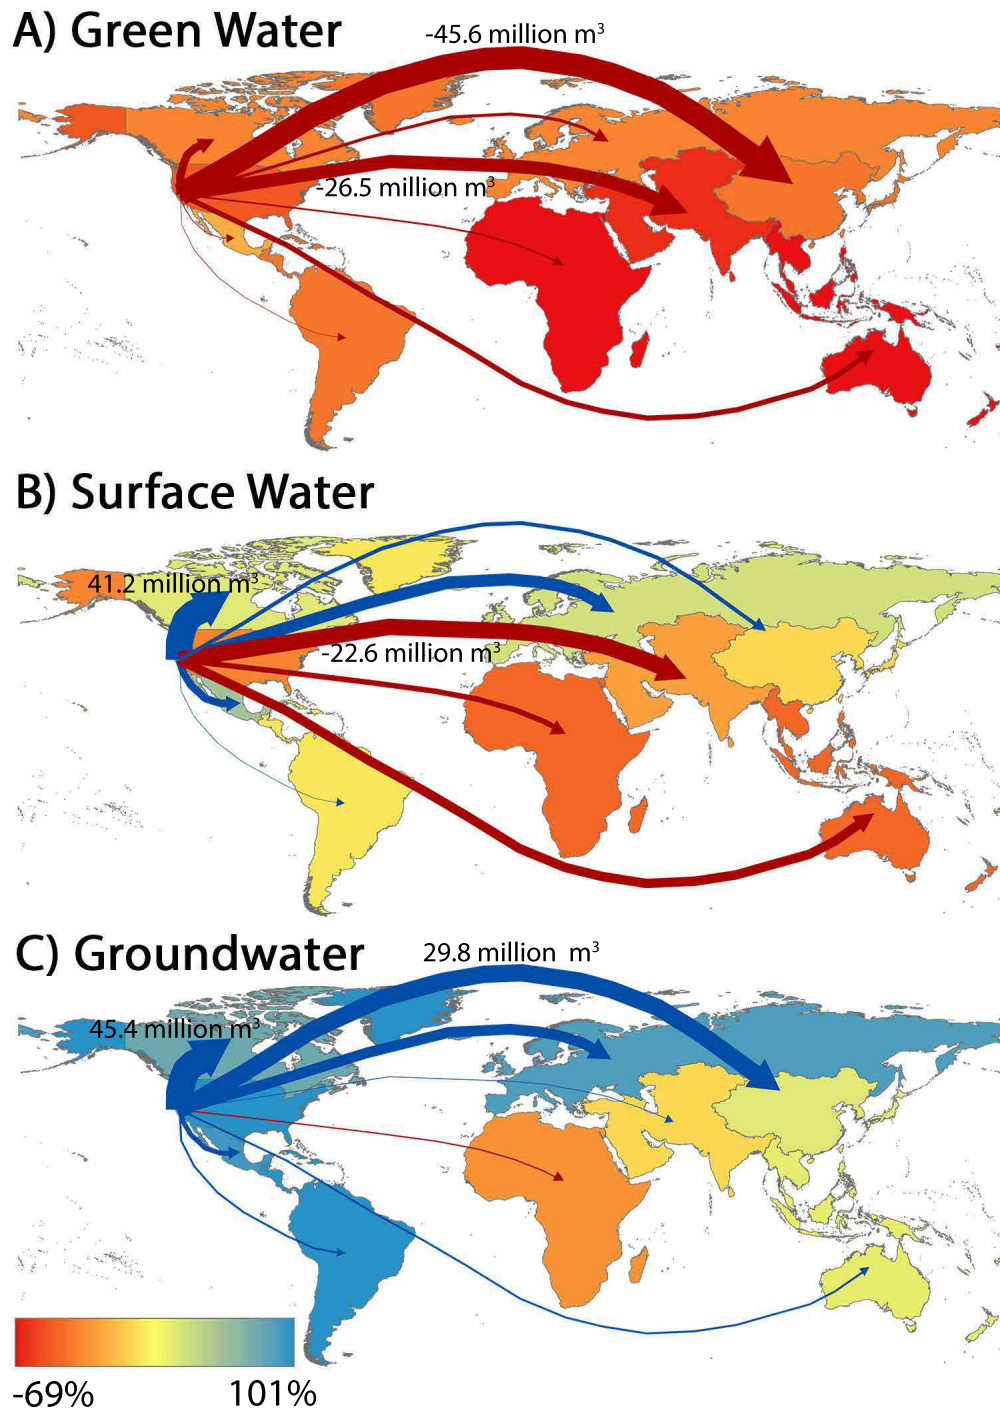 A) Green Water
-45.6 million m³
-26.5 million m³
B) Surface Water
41.2 million m³
-22.6 million m³
C) Groundwater
29.8 million m³
45.4 million m³
-69% 101%